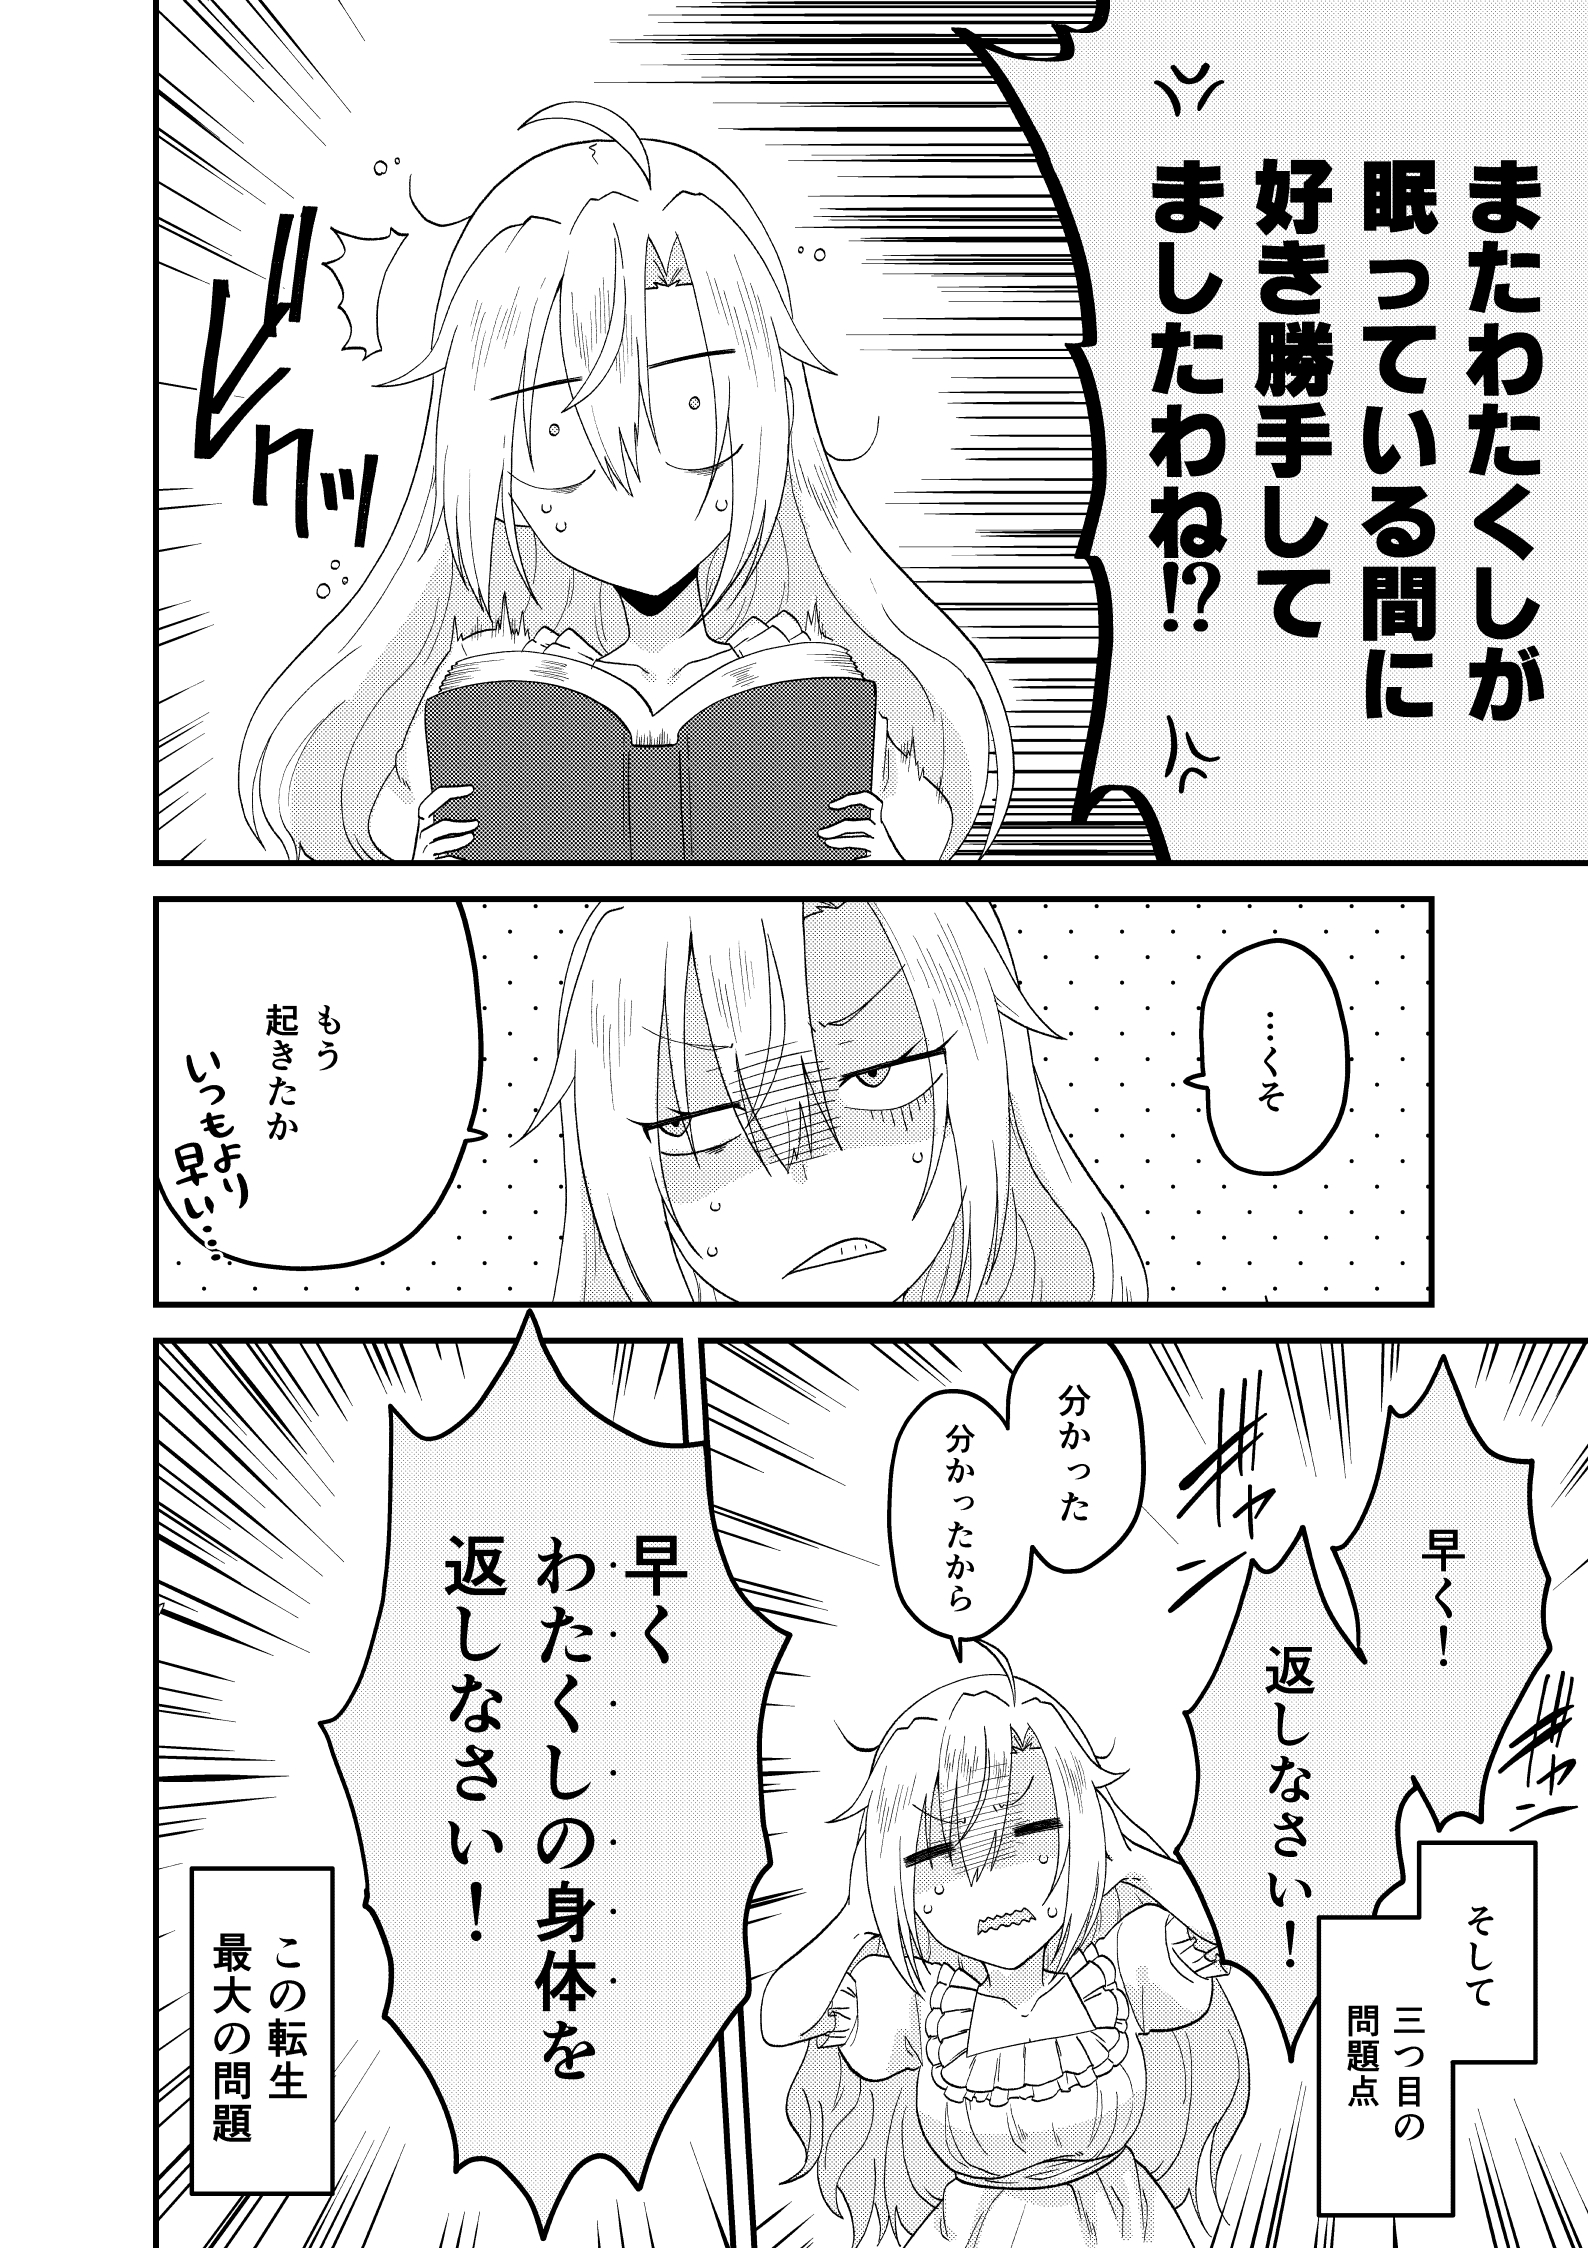 またわたくしが
眠っている間に
好き勝手して
ましたわね!?
ビクッ
…くそ
もう
起きたか
いつもより
早い…
早く！
返しなさい！
ギャン
ギャン
分かった
分かったから
そして
三つ目の
問題点
早く
わたくしの身体を
返しなさい！
この転生
最大の問題